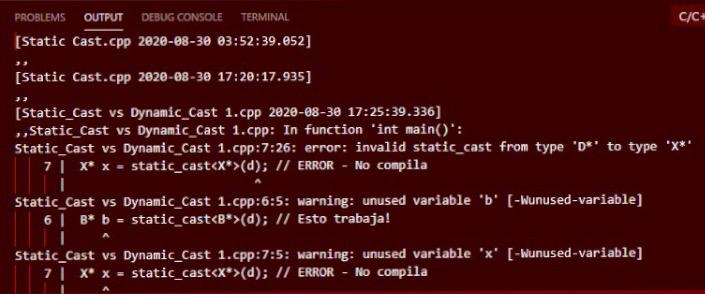 PROBLEMS OUTPUT DEBUG CONSOLE TERMINAL C/C+
[Static Cast.cpp 2020-08-30 03:52:39.052]
,,
[Static Cast.cpp 2020-08-30 17:20:17.935]
,,
[Static_Cast vs Dynamic_Cast 1.cpp 2020-08-30 17:25:39.336]
,,Static_Cast vs Dynamic_Cast 1.cpp: In function 'int main()':
Static_Cast vs Dynamic_Cast 1.cpp:7:26: error: invalid static_cast from type 'D*' to type 'X*'
7 | X* x = static_cast<X*>(d); // ERROR - No compila
| ^
Static_Cast vs Dynamic_Cast 1.cpp:6:5: warning: unused variable 'b' [-Wunused-variable]
6 | B* b = static_cast<B*>(d); // Esto trabaja!
| ^
Static_Cast vs Dynamic_Cast 1.cpp:7:5: warning: unused variable 'x' [-Wunused-variable]
7 | X* x = static_cast<X*>(d); // ERROR - No compila
| ^